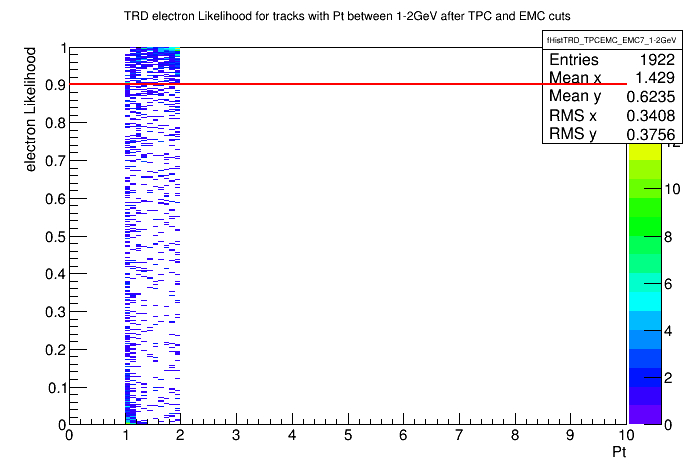 TRD electron Likelihood for tracks with Pt between 1-2GeV after TPC and EMC cuts
fHistTRD_TPCEMC_EMC7_1-2GeV
Entries 1922
Mean x 1.429
Mean y 0.6235
RMS x 0.3408
RMS y 0.3756
electron Likelihood
1
0.9
0.8
0.7
0.6
0.5
0.4
0.3
0.2
0.1
0
12
10
8
6
4
2
0
0 1 2 3 4 5 6 7 8 9 10
Pt